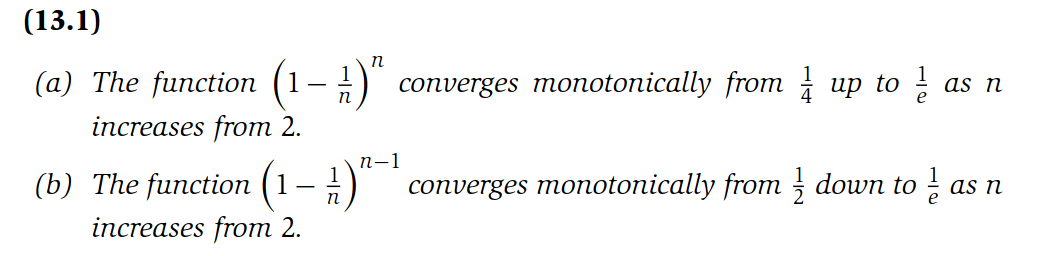 (13.1)
(a) The function $\left(1 - \frac{1}{n}\right)^n$ converges monotonically from $\frac{1}{4}$ up to $\frac{1}{e}$ as n
increases from 2.
(b) The function $\left(1 - \frac{1}{n}\right)^{n-1}$ converges monotonically from $\frac{1}{2}$ down to $\frac{1}{e}$ as n
increases from 2.